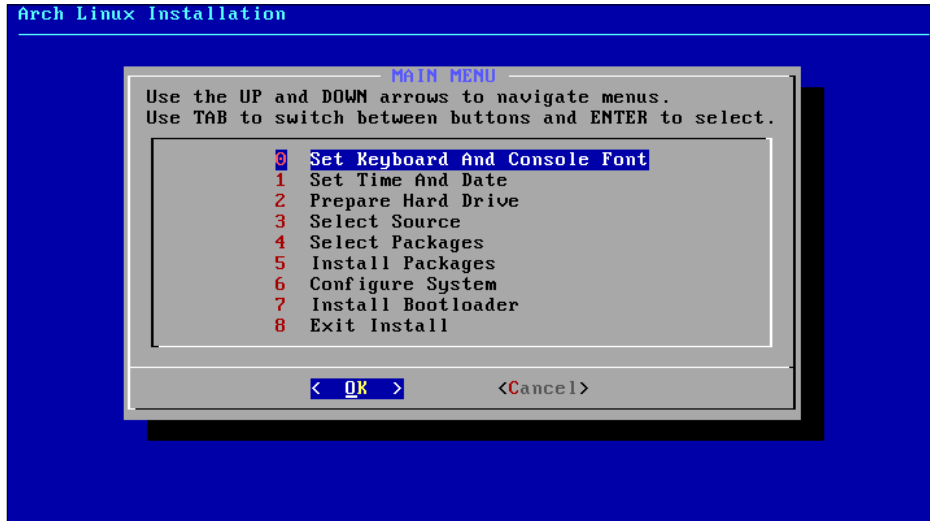 Arch Linux Installation
MAIN MENU
Use the UP and DOWN arrows to navigate menus.
Use TAB to switch between buttons and ENTER to select.
0 Set Keyboard And Console Font
1 Set Time And Date
2 Prepare Hard Drive
3 Select Source
4 Select Packages
5 Install Packages
6 Configure System
7 Install Bootloader
8 Exit Install
< OK > <Cancel>